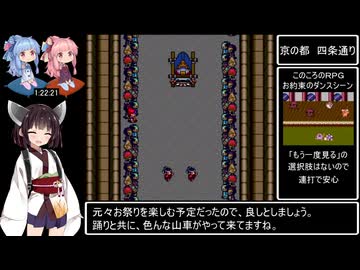 1:22:21
京の都　四条通り
このころのRPG
お約束のダンスシーン
「もう一度見る」の
選択肢はないので
連打で安心
元々お祭りを楽しむ予定だったので、良しとしましょう。
踊りと共に、色んな山車がやって来てますね。